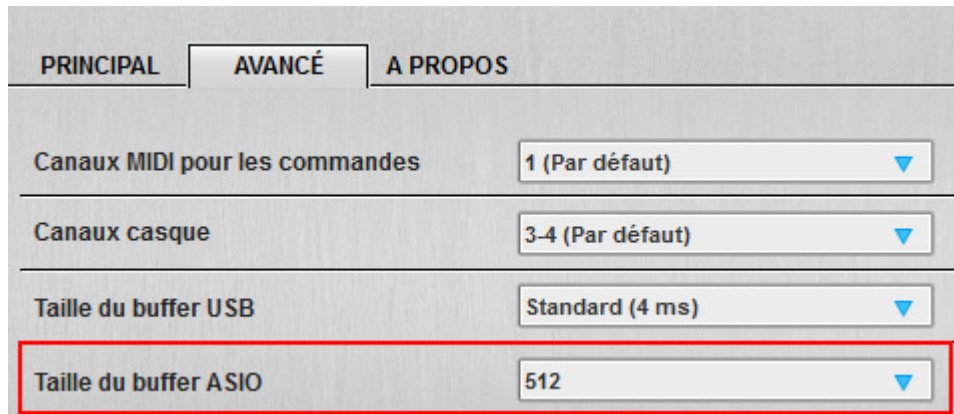 PRINCIPAL AVANCÉ A PROPOS
Canaux MIDI pour les commandes 1 (Par défaut)
Canaux casque 3-4 (Par défaut)
Taille du buffer USB Standard (4 ms)
Taille du buffer ASIO 512